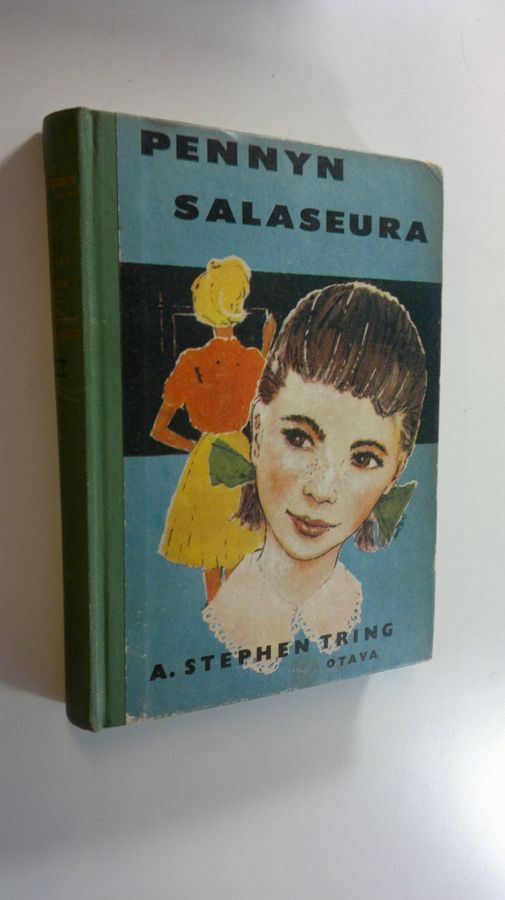 PENNYN
SALASEURA
A. STEPHEN TRING
OTAVA